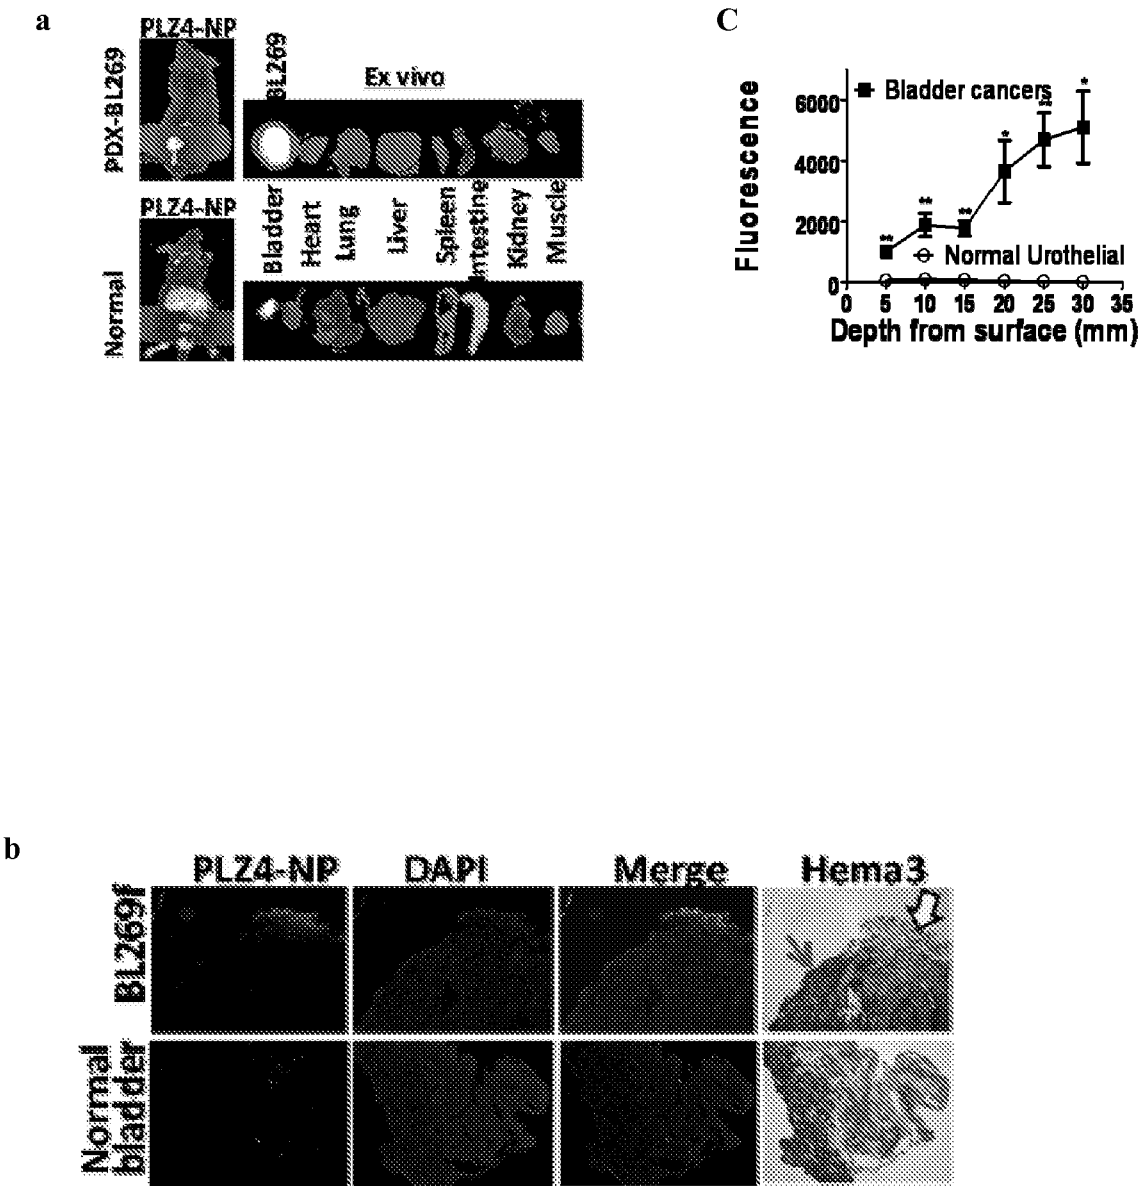 a
PLZ4-NP
PDX-BL269
BL269
Ex vivo
PLZ4-NP
Normal
Bladder
Heart
Lung
Liver
Spleen
Intestine
Kidney
Muscle
C
Fluorescence
6000
4000
2000
0
Bladder cancers
** ** ** * ** *
Normal Urothelial
0 5 10 15 20 25 30 35
Depth from surface (mm)
b
PLZ4-NP DAPI Merge Hema3
BL269f
Normal
bladder